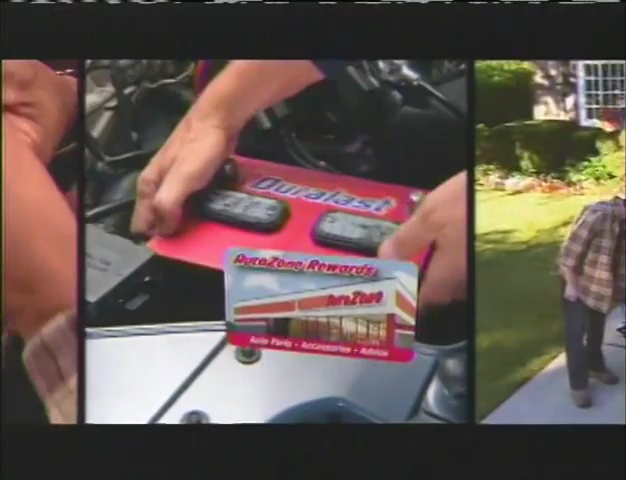 Duralast
AutoZone Rewards
AutoZone
Auto Parts • Accessories • Advice